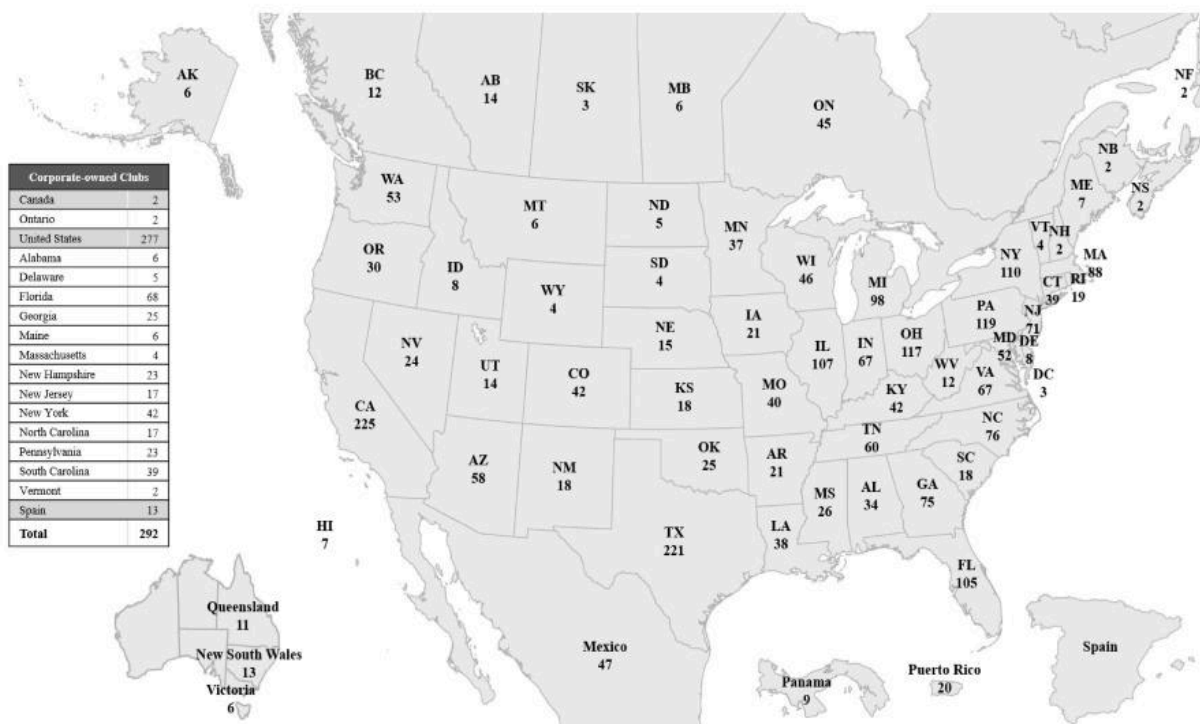 AK
6
BC
12
AB
14
SK
3
MB
6
ON
45
NF
2
NB
2
NS
2
ME
7
Corporate-owned Clubs
Canada 2
Ontario 2
United States 277
Alabama 6
Delaware 5
Florida 68
Georgia 25
Maine 6
Massachusetts 4
New Hampshire 23
New Jersey 17
New York 42
North Carolina 17
Pennsylvania 23
South Carolina 39
Vermont 2
Spain 13
Total 292
WA
53
MT
6
ND
5
MN
37
OR
30
ID
8
WY
4
SD
4
WI
46
MI
98
NY
110
VT
4
NH
2
MA
88
CT
39
RI
19
NV
24
UT
14
CO
42
NE
15
IA
21
IL
107
IN
67
OH
117
PA
119
NJ
71
MD
52
DE
8
DC
3
CA
225
KS
18
MO
40
KY
42
WV
12
VA
67
AZ
58
NM
18
OK
25
AR
21
TN
60
NC
76
SC
18
HI
7
TX
221
LA
38
MS
26
AL
34
GA
75
FL
105
Queensland
11
New South Wales
13
Victoria
6
Mexico
47
Panama
9
Puerto Rico
20
Spain